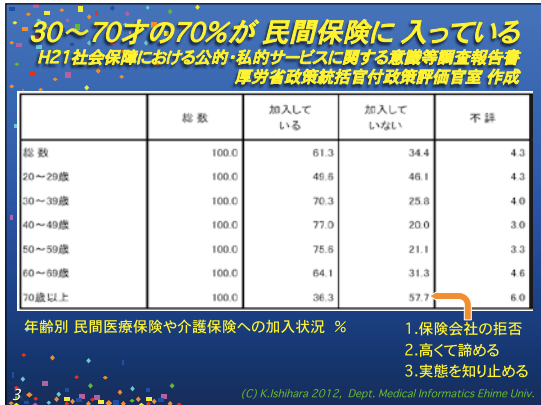 30～70才の70%が 民間保険に 入っている
H21社会保障における公的・私的サービスに関する意識等調査報告書
厚労省政策統括官付政策評価官室 作成
総数 加入している 加入していない 不詳
総数 100.0 61.3 34.4 4.3
20～29歳 100.0 49.6 46.1 4.3
30～39歳 100.0 70.3 25.8 4.0
40～49歳 100.0 77.0 20.0 3.0
50～59歳 100.0 75.6 21.1 3.3
60～69歳 100.0 64.1 31.3 4.6
70歳以上 100.0 36.3 57.7 6.0
年齢別 民間医療保険や介護保険への加入状況 %
1.保険会社の拒否
2.高くて諦める
3.実態を知り止める
3
(C) K.Ishihara 2012, Dept. Medical Informatics Ehime Univ.